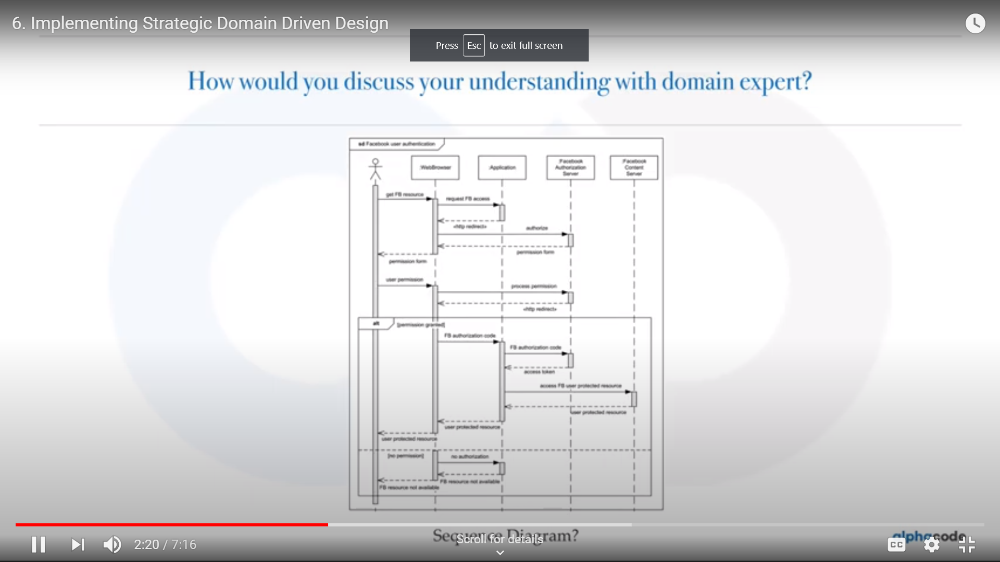 6. Implementing Strategic Domain Driven Design
Press Esc to exit full screen
How would you discuss your understanding with domain expert?
sd Facebook user authentication
:WebBrowser
:Application
:Facebook
Authorization
Server
:Facebook
Content
Server
get FB resource
request FB access
«http redirect»
authorize
permission form
permission form
user permission
process permission
«http redirect»
alt
[permission granted]
FB authorization code
FB authorization code
access token
access FB user protected resource
user protected resource
user protected resource
user protected resource
[no permission]
no authorization
FB resource not available
FB resource not available
Sequence Diagram?
Scroll for details
2:20 / 7:16
alphacode
CC